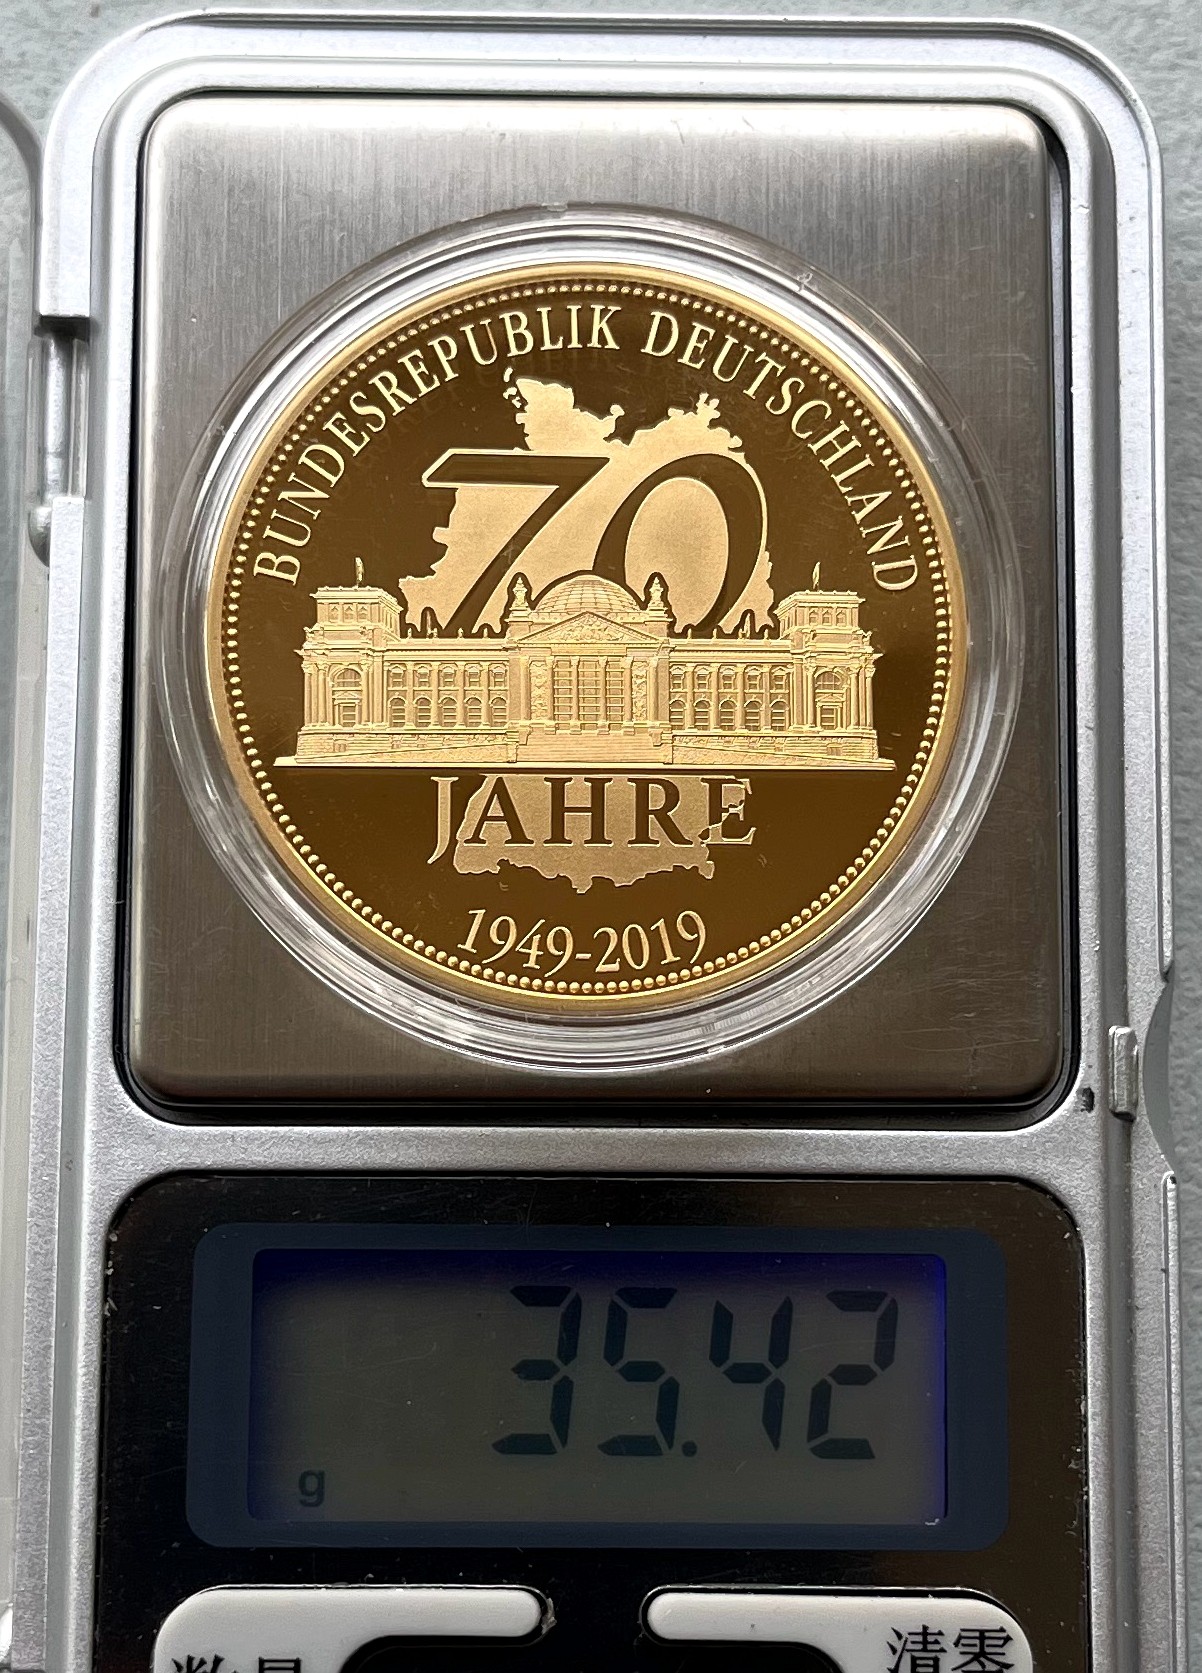 BUNDESREPUBLIK DEUTSCHLAND
70
JAHRE
1949-2019
35.42
g
清零